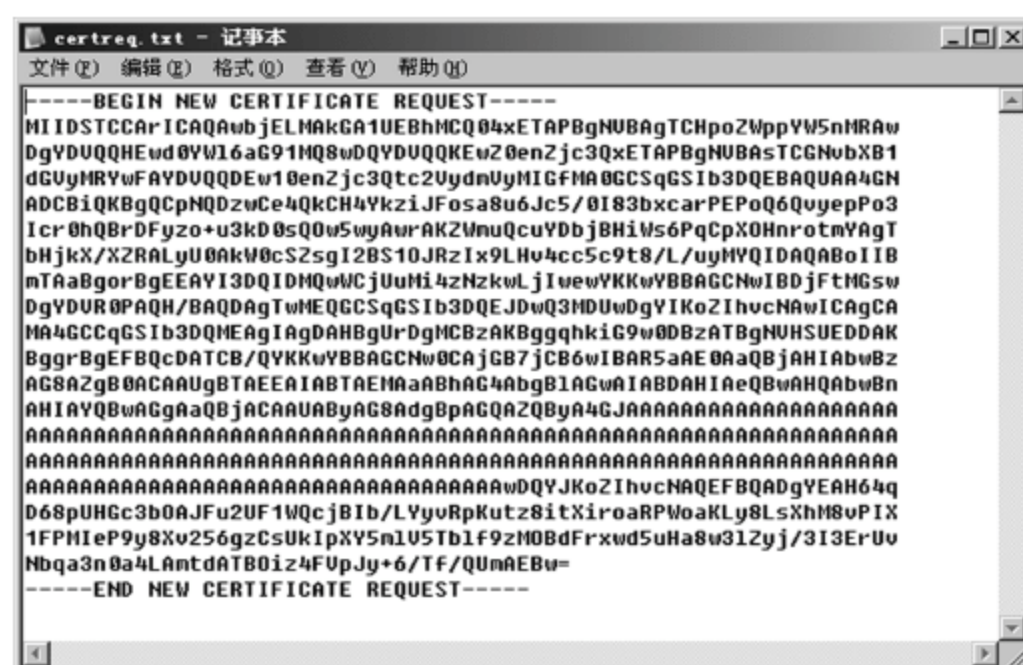 certreq.txt - 记事本
文件(F) 编辑(E) 格式(O) 查看(V) 帮助(H)
-----BEGIN NEW CERTIFICATE REQUEST-----
MIIDSTCCArICAQAwbjELMAkGA1UEBhMCQ04xETAPBgNVBAgTCHpoZWppYW5nMRAw
DgYDVQQHEwd0YWl6aG91MQ8wDQYDVQQKEwZ0enZjc3QxETAPBgNVBAsTCGNvbXB1
dGVyMRYwFAYDVQQDEw10enZjc3Qtc2VydmVyMIGfMA0GCSqGSIb3DQEBAQUAA4GN
ADCBiQKBgQCpNQDzwCe4QkCH4YkziJFosa8u6Jc5/0I83bxcarPEPoQ6QvyepPo3
Icr0hQBrDFyzo+u3kD0sQOw5wyAwrAKZWmuQcuYDbjBHiWs6PqCpXOHnrotmYAgT
bHjkX/XZRALyU0AkW0cSZsgI2BS1OJRzIx9LHv4cc5c9t8/L/uyMYQIDAQABoIIB
mTAaBgorBgEEAYI3DQIDMQwWCjUuMi4zNzkwLjIwewYKKwYBBAGCNwIBDjFtMGsw
DgYDVR0PAQH/BAQDAgTwMEQGCSqGSIb3DQEJDwQ3MDUwDgYIKoZIhvcNAwICAgCA
MA4GCCqGSIb3DQMEAgIAgDAHBgUrDgMCBzAKBggqhkiG9w0DBzATBgNVHSUEDDAK
BggrBgEFBQcDATCB/QYKKwYBBAGCNw0CAjGB7jCB6wIBAR5aAE0AaQBjAHIAbwBz
AG8AZgB0ACAAUgBTAEEAIABTAEMAaABhAG4AbgBlAGwAIABDAHIAeQBwAHQAbwBn
AHIAYQBwAGgAaQBjACAAUAByAG8AdgBpAGQAZQByA4GJAAAAAAAAAAAAAAAAAAAA
AAAAAAAAAAAAAAAAAAAAAAAAAAAAAAAAAAAAAAAAAAAAAAAAAAAAAAAAAAAAAAAA
AAAAAAAAAAAAAAAAAAAAAAAAAAAAAAAAAAAAAAAAAAAAAAAAAAAAAAAAAAAAAAAA
AAAAAAAAAAAAAAAAAAAAAAAAAAAAAAAAAAAwDQYJKoZIhvcNAQEFBQADgYEAH64q
D68pUHGc3bOAJFu2UF1WQcjBIb/LYyvRpKutz8itXiroaRPWoaKLy8LsXhM8vPIX
1FPMIeP9y8Xv256gzCsUkIpXY5mlV5Tblf9zMOBdFrxwd5uHa8w3lZyj/3I3ErUv
Nbqa3n0a4LAmtdATBOiz4FVpJy+6/Tf/QUmAEBw=
-----END NEW CERTIFICATE REQUEST-----